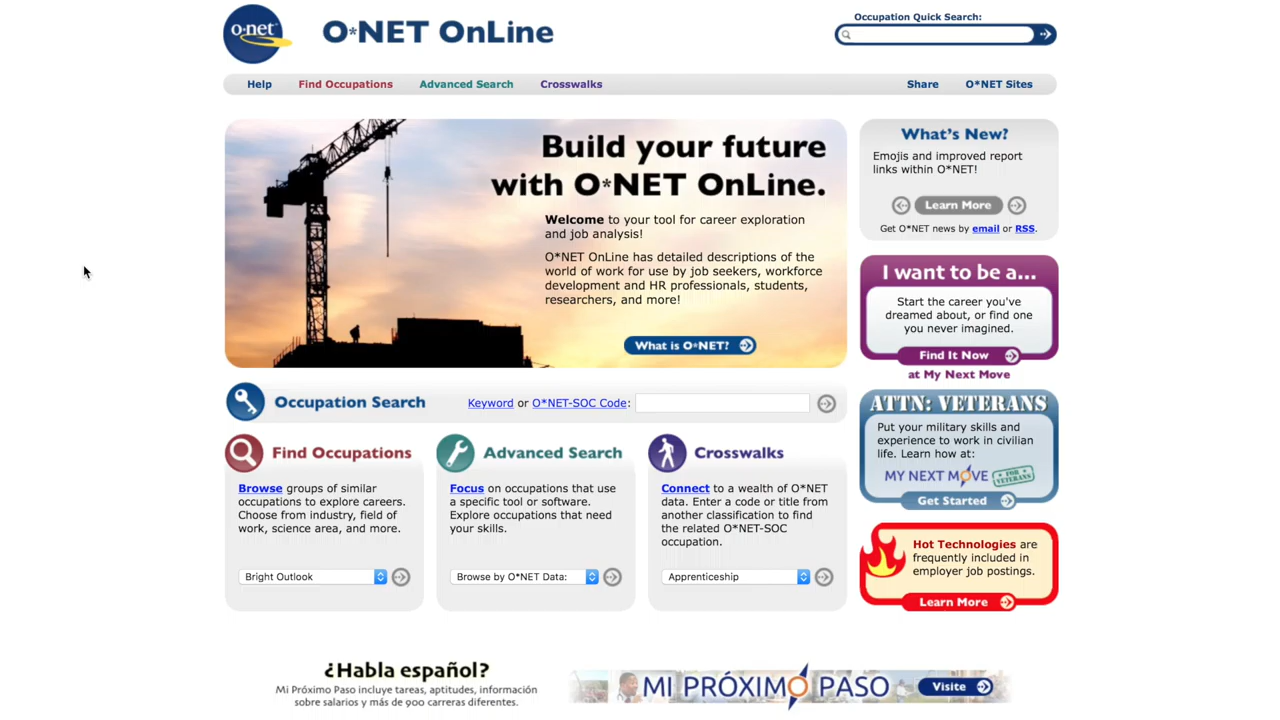 o·net
O*NET OnLine
Occupation Quick Search:
Help
Find Occupations
Advanced Search
Crosswalks
Share
O*NET Sites
Build your future
with O*NET OnLine.
Welcome to your tool for career exploration
and job analysis!
O*NET OnLine has detailed descriptions of the
world of work for use by job seekers, workforce
development and HR professionals, students,
researchers, and more!
What is O*NET?
What's New?
Emojis and improved report
links within O*NET!
Learn More
Get O*NET news by email or RSS.
I want to be a...
Start the career you've
dreamed about, or find one
you never imagined.
Find It Now
at My Next Move
Occupation Search
Keyword or O*NET-SOC Code:
Find Occupations
Browse groups of similar
occupations to explore careers.
Choose from industry, field of
work, science area, and more.
Bright Outlook
Advanced Search
Focus on occupations that use
a specific tool or software.
Explore occupations that need
your skills.
Browse by O*NET Data:
Crosswalks
Connect to a wealth of O*NET
data. Enter a code or title from
another classification to find
the related O*NET-SOC
occupation.
Apprenticeship
ATTN: VETERANS
Put your military skills and
experience to work in civilian
life. Learn how at:
MY NEXT MOVE
FOR VETERANS
Get Started
Hot Technologies are
frequently included in
employer job postings.
Learn More
¿Habla español?
Mi Próximo Paso incluye tareas, aptitudes, información
sobre salarios y más de 900 carreras diferentes.
MI PRÓXIMO PASO
Visite